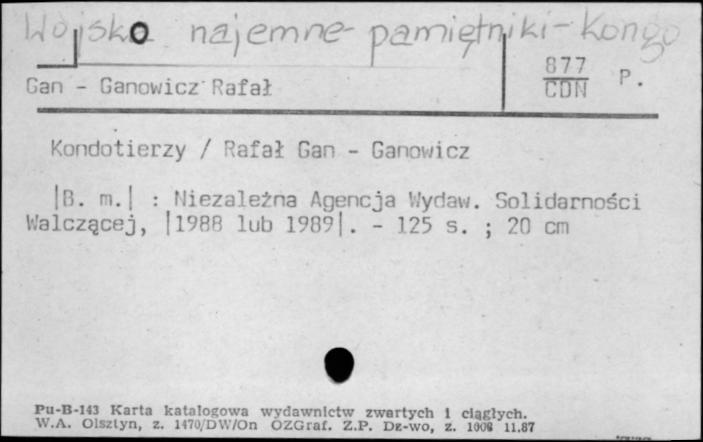 Wojsko najemne - pamiętniki - Kongo
877
CDN P.
Gan - Ganowicz Rafał
Kondotierzy / Rafał Gan - Ganowicz
|B. m.| : Niezależna Agencja Wydaw. Solidarności
Walczącej, |1988 lub 1989|. - 125 s. ; 20 cm
Pu-B-143 Karta katalogowa wydawnictw zwartych i ciągłych.
W.A. Olsztyn, z. 1470/DW/On OZGraf. Z.P. Dz-wo, z. 1008 11.87